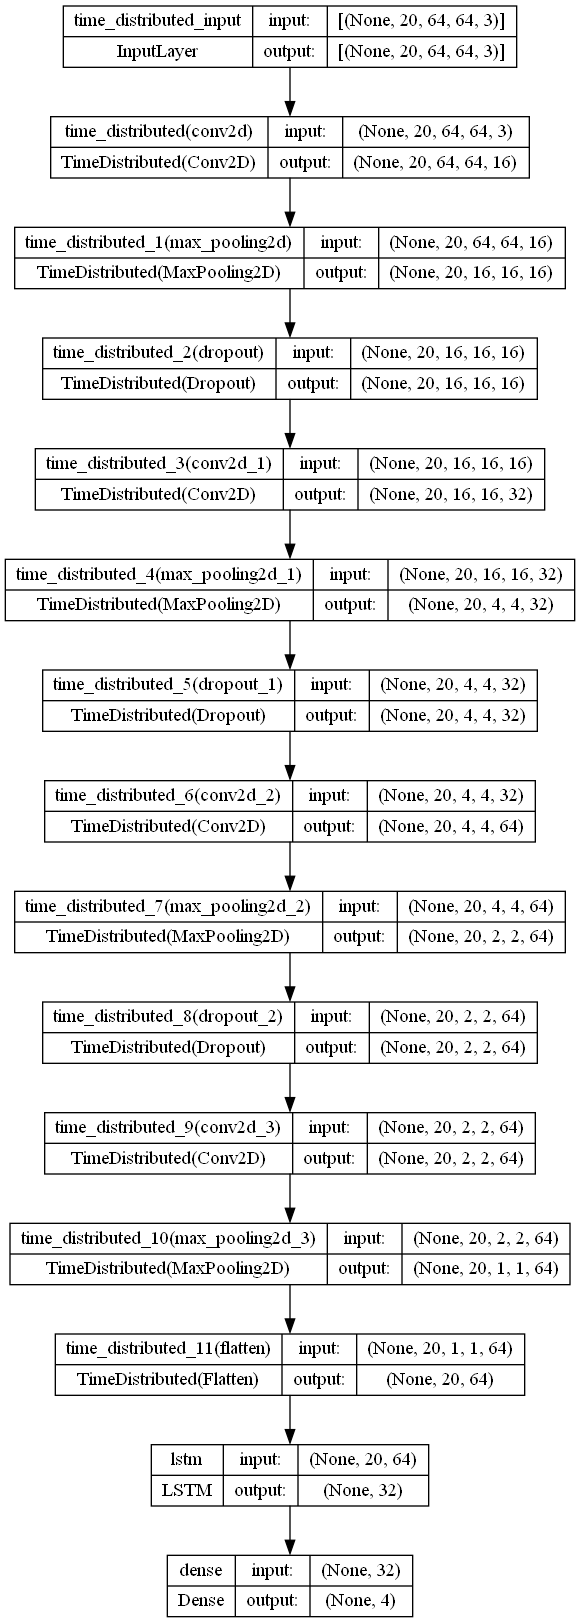 time_distributed_input input: [(None, 20, 64, 64, 3)]
InputLayer output: [(None, 20, 64, 64, 3)]
time_distributed(conv2d) input: (None, 20, 64, 64, 3)
TimeDistributed(Conv2D) output: (None, 20, 64, 64, 16)
time_distributed_1(max_pooling2d) input: (None, 20, 64, 64, 16)
TimeDistributed(MaxPooling2D) output: (None, 20, 16, 16, 16)
time_distributed_2(dropout) input: (None, 20, 16, 16, 16)
TimeDistributed(Dropout) output: (None, 20, 16, 16, 16)
time_distributed_3(conv2d_1) input: (None, 20, 16, 16, 16)
TimeDistributed(Conv2D) output: (None, 20, 16, 16, 32)
time_distributed_4(max_pooling2d_1) input: (None, 20, 16, 16, 32)
TimeDistributed(MaxPooling2D) output: (None, 20, 4, 4, 32)
time_distributed_5(dropout_1) input: (None, 20, 4, 4, 32)
TimeDistributed(Dropout) output: (None, 20, 4, 4, 32)
time_distributed_6(conv2d_2) input: (None, 20, 4, 4, 32)
TimeDistributed(Conv2D) output: (None, 20, 4, 4, 64)
time_distributed_7(max_pooling2d_2) input: (None, 20, 4, 4, 64)
TimeDistributed(MaxPooling2D) output: (None, 20, 2, 2, 64)
time_distributed_8(dropout_2) input: (None, 20, 2, 2, 64)
TimeDistributed(Dropout) output: (None, 20, 2, 2, 64)
time_distributed_9(conv2d_3) input: (None, 20, 2, 2, 64)
TimeDistributed(Conv2D) output: (None, 20, 2, 2, 64)
time_distributed_10(max_pooling2d_3) input: (None, 20, 2, 2, 64)
TimeDistributed(MaxPooling2D) output: (None, 20, 1, 1, 64)
time_distributed_11(flatten) input: (None, 20, 1, 1, 64)
TimeDistributed(Flatten) output: (None, 20, 64)
lstm input: (None, 20, 64)
LSTM output: (None, 32)
dense input: (None, 32)
Dense output: (None, 4)